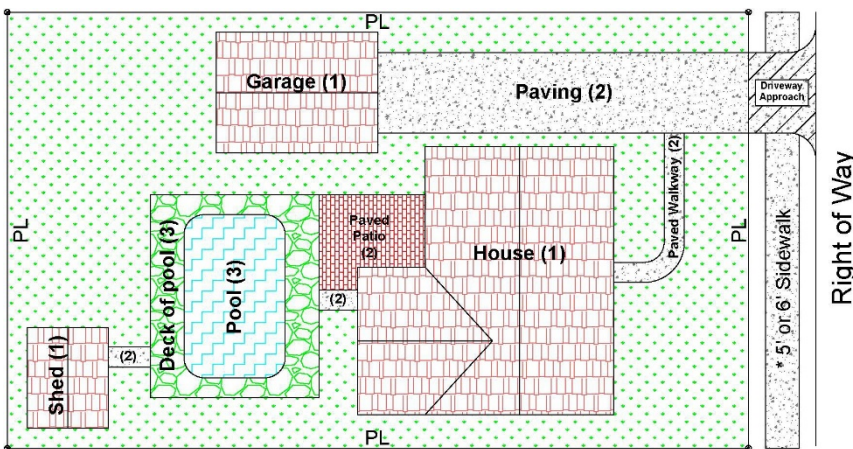 PL
Garage (1)
Paving (2)
Driveway
Approach
PL
Deck of pool (3)
Pool (3)
Paved
Patio
(2)
(2)
House (1)
Paved Walkway (2)
PL
* 5' or 6' Sidewalk
Right of Way
Shed (1)
(2)
PL